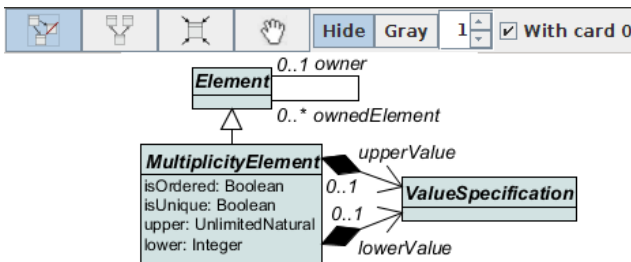 Hide Gray 1 With card 0
0..1 owner
Element
0..* ownedElement
MultiplicityElement
upperValue
isOrdered: Boolean
0..1
isUnique: Boolean
ValueSpecification
0..1
upper: UnlimitedNatural
lower: Integer
lowerValue